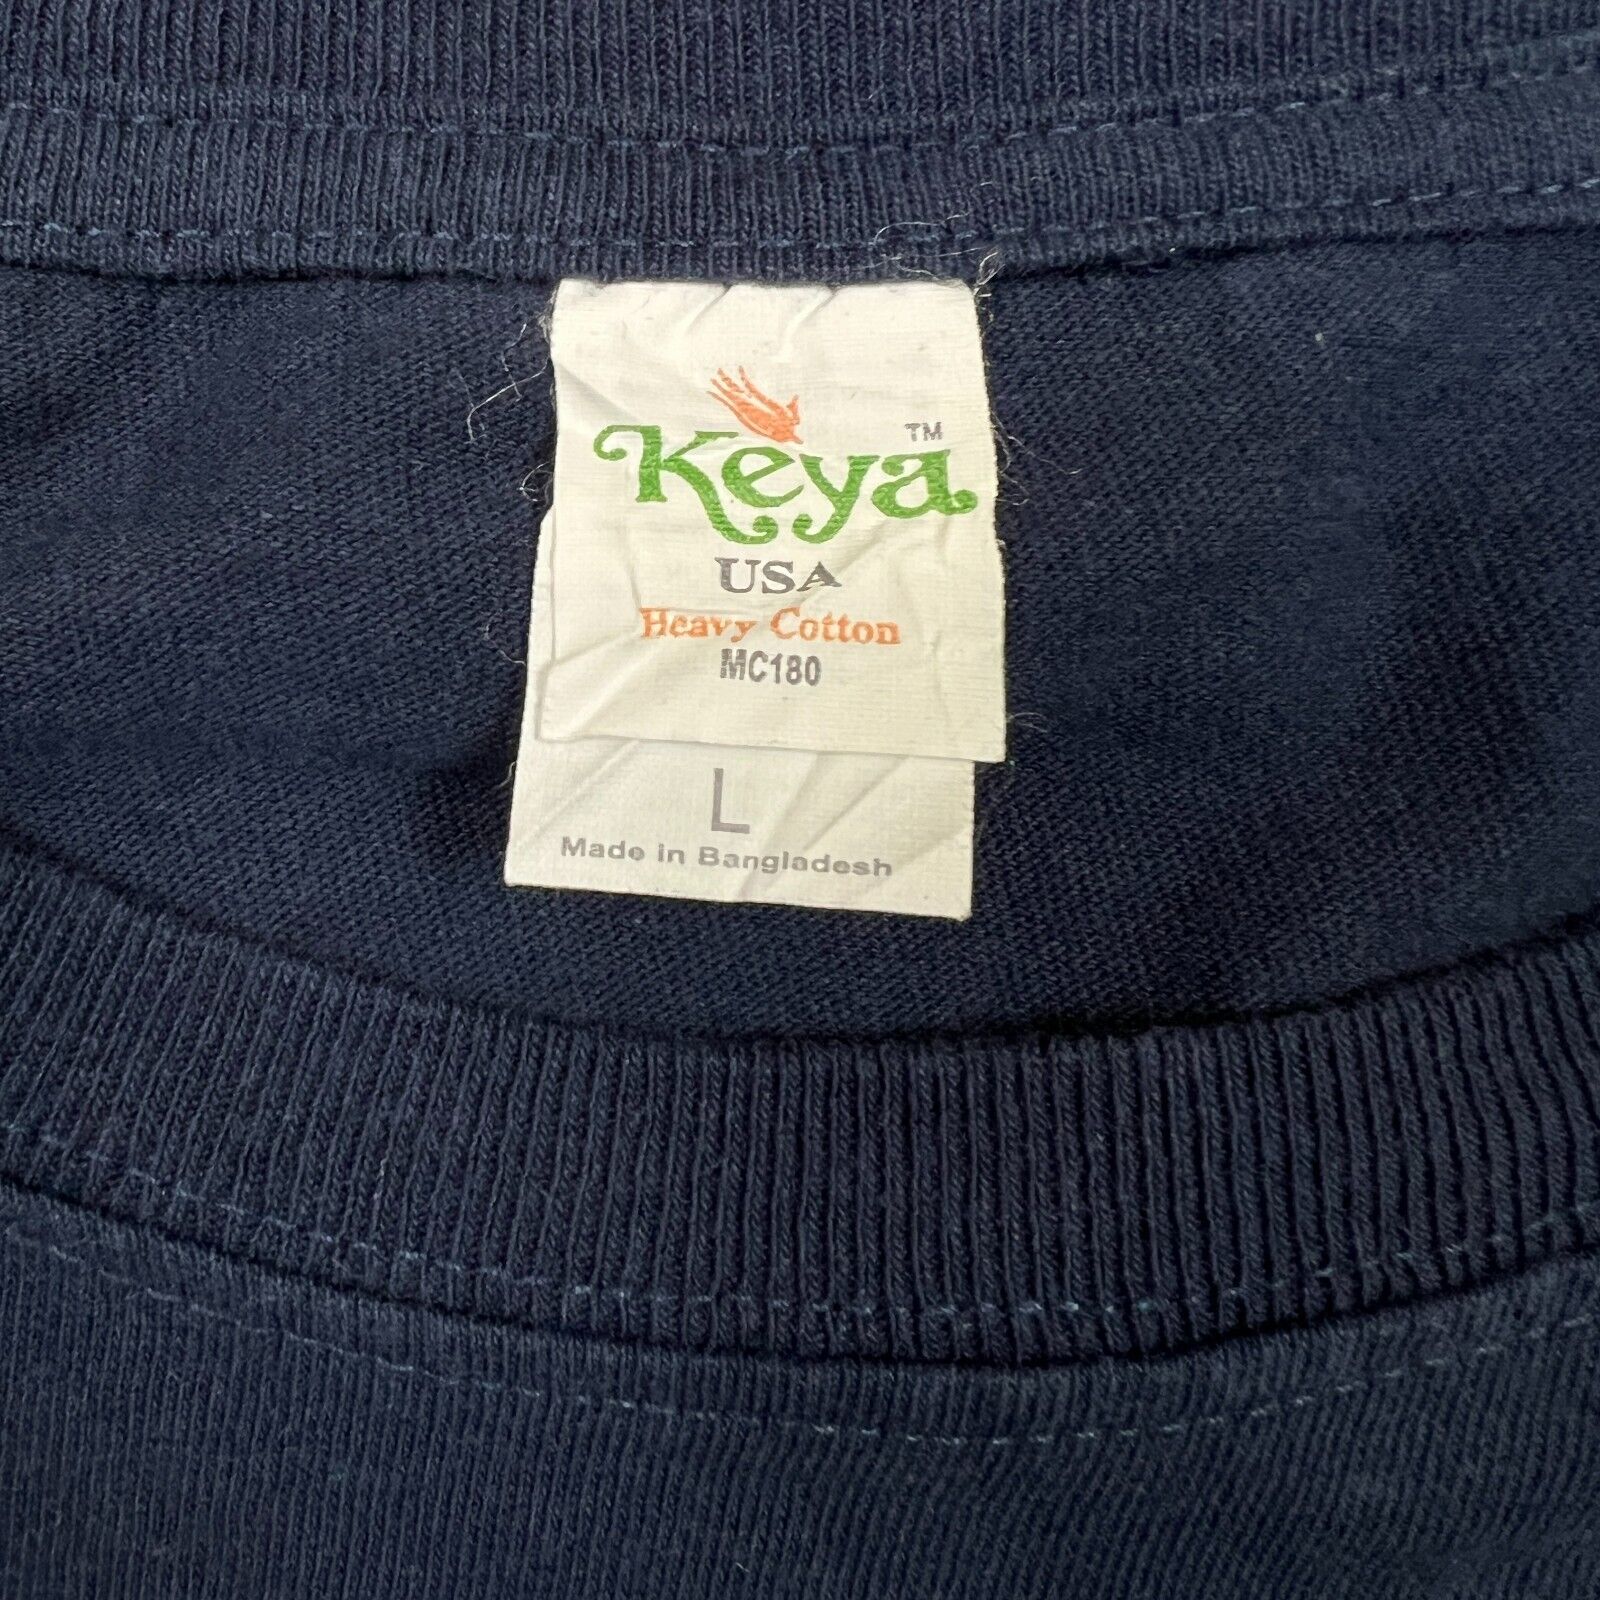 Keya™
USA
Heavy Cotton
MC180
L
Made in Bangladesh